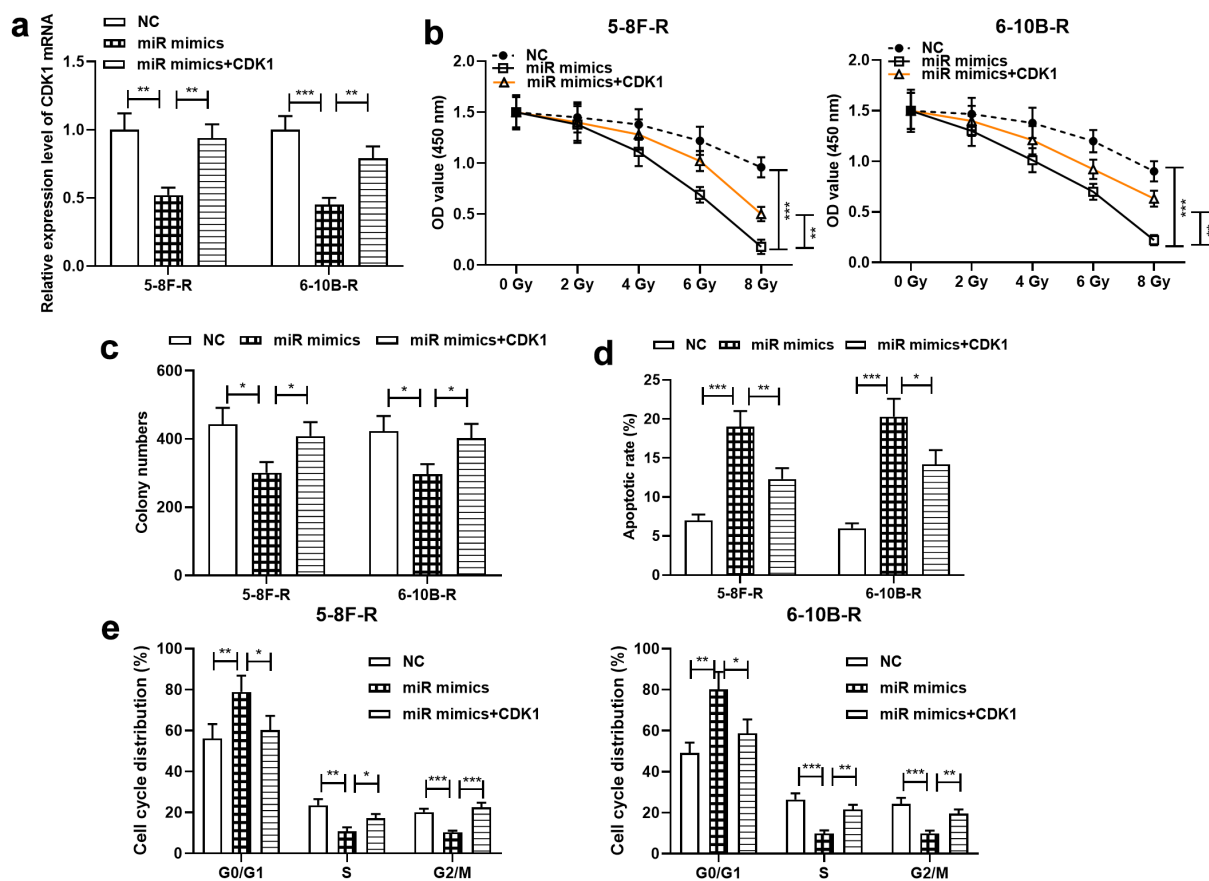 a
NC
miR mimics
miR mimics+CDK1
Relative expression level of CDK1 mRNA
1.5
1.0
0.5
0.0
** ** *** **
5-8F-R 6-10B-R
b
5-8F-R
NC
miR mimics
miR mimics+CDK1
OD value (450 nm)
2.0
1.5
1.0
0.5
0.0
***
**
0 Gy 2 Gy 4 Gy 6 Gy 8 Gy
6-10B-R
NC
miR mimics
miR mimics+CDK1
OD value (450 nm)
2.0
1.5
1.0
0.5
0.0
***
**
0 Gy 2 Gy 4 Gy 6 Gy 8 Gy
c
NC miR mimics miR mimics+CDK1
Colony numbers
600
400
200
0
* * * *
5-8F-R 6-10B-R
d
NC miR mimics miR mimics+CDK1
Apoptotic rate (%)
25
20
15
10
5
0
*** ** *** *
5-8F-R 6-10B-R
e
5-8F-R
NC
miR mimics
miR mimics+CDK1
Cell cycle distribution (%)
100
80
60
40
20
0
** *
** *
*** ***
G0/G1 S G2/M
6-10B-R
NC
miR mimics
miR mimics+CDK1
Cell cycle distribution (%)
100
80
60
40
20
0
** *
*** **
*** **
G0/G1 S G2/M